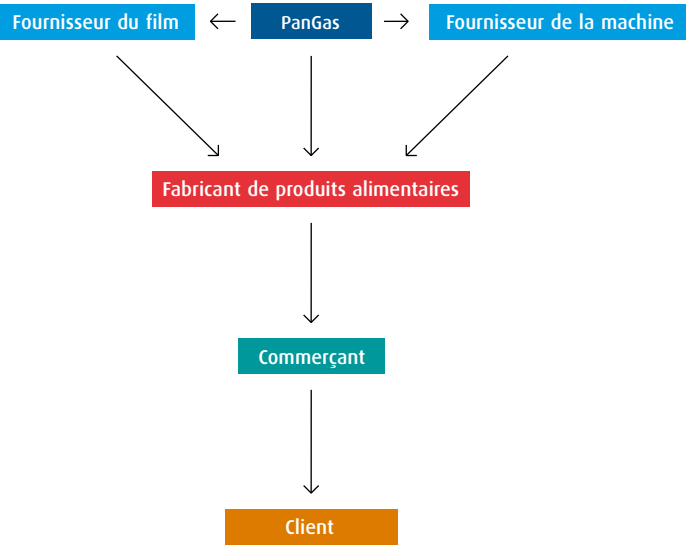 Fournisseur du film
PanGas
Fournisseur de la machine
Fabricant de produits alimentaires
Commerçant
Client